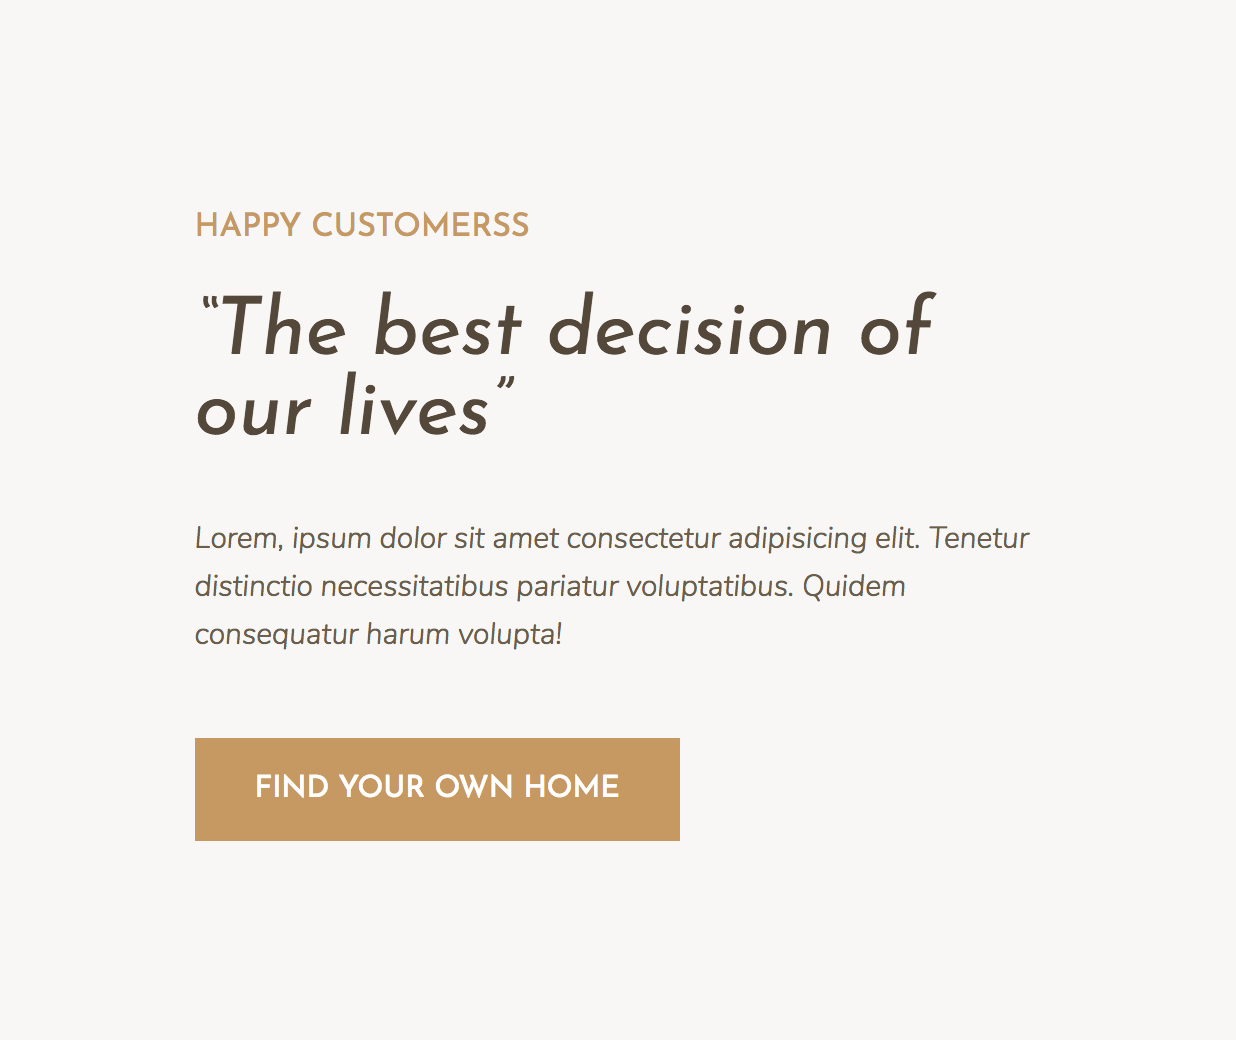 HAPPY CUSTOMERSS
“The best decision of
our lives”
Lorem, ipsum dolor sit amet consectetur adipisicing elit. Tenetur
distinctio necessitatibus pariatur voluptatibus. Quidem
consequatur harum volupta!
FIND YOUR OWN HOME